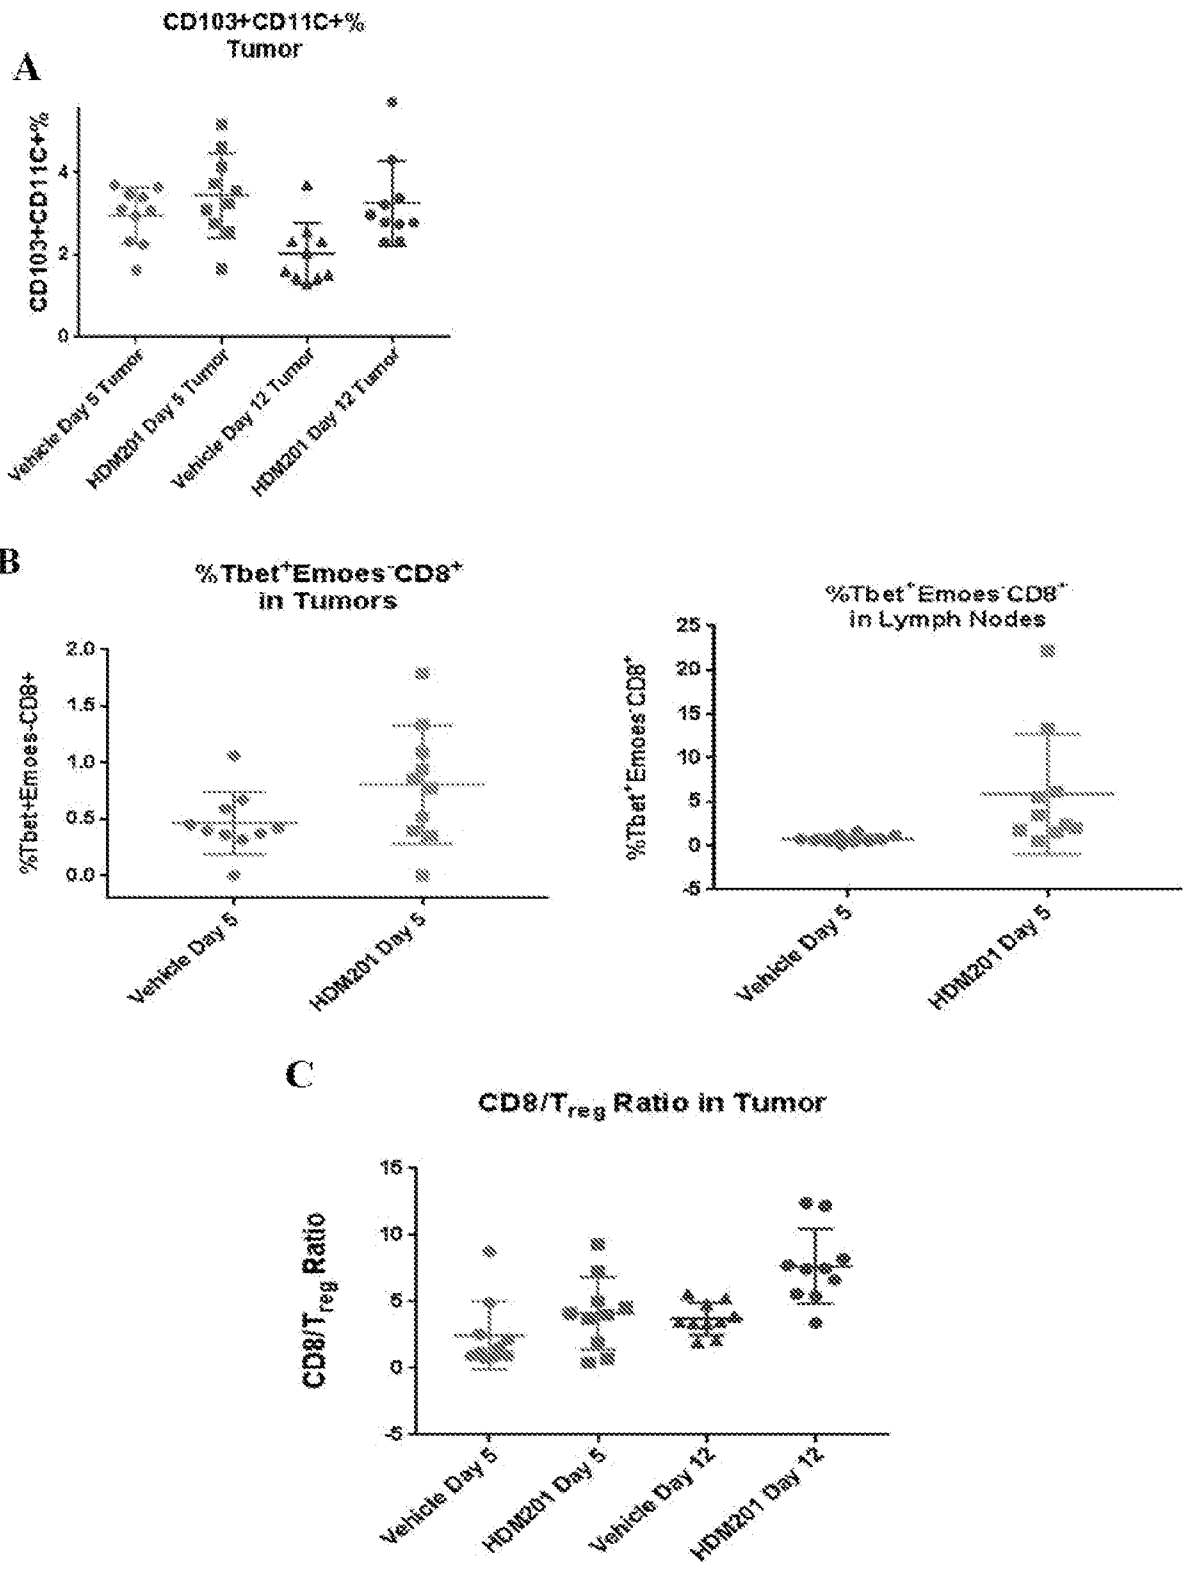 CD103+CD11C+%
Tumor
A
CD103+CD11C+%
4
2
0
Vehicle Day 5 Tumor
HDM201 Day 5 Tumor
Vehicle Day 12 Tumor
HDM201 Day 12 Tumor
B
%Tbet⁺Emoes⁻CD8⁺
in Tumors
%Tbet+Emoes-CD8+
2.0
1.5
1.0
0.5
0.0
Vehicle Day 5
HDM201 Day 5
%Tbet⁺Emoes⁻CD8⁺
in Lymph Nodes
%Tbet⁺Emoes⁻CD8⁺
25
20
15
10
5
0
-5
Vehicle Day 5
HDM201 Day 5
C
CD8/Treg Ratio in Tumor
CD8/Treg Ratio
15
10
5
0
-5
Vehicle Day 5
HDM201 Day 5
Vehicle Day 12
HDM201 Day 12